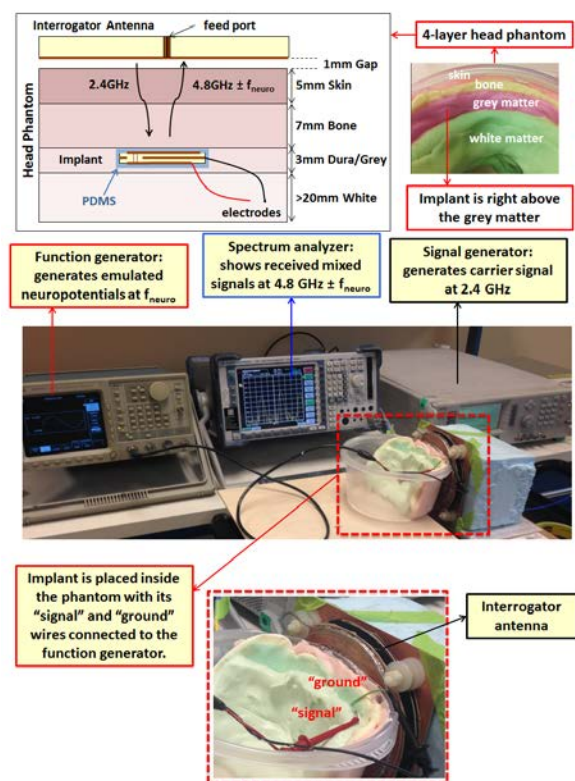 Interrogator Antenna
feed port
1mm Gap
2.4GHz
4.8GHz ± fneuro
5mm Skin
7mm Bone
Implant
3mm Dura/Grey
PDMS
>20mm White
electrodes
Head Phantom
4-layer head phantom
skin
bone
grey matter
white matter
Implant is right above
the grey matter
Function generator:
generates emulated
neuropotentials at fneuro
Spectrum analyzer:
shows received mixed
signals at 4.8 GHz ± fneuro
Signal generator:
generates carrier signal
at 2.4 GHz
Implant is placed inside
the phantom with its
“signal” and “ground”
wires connected to the
function generator.
“ground”
“signal”
Interrogator
antenna